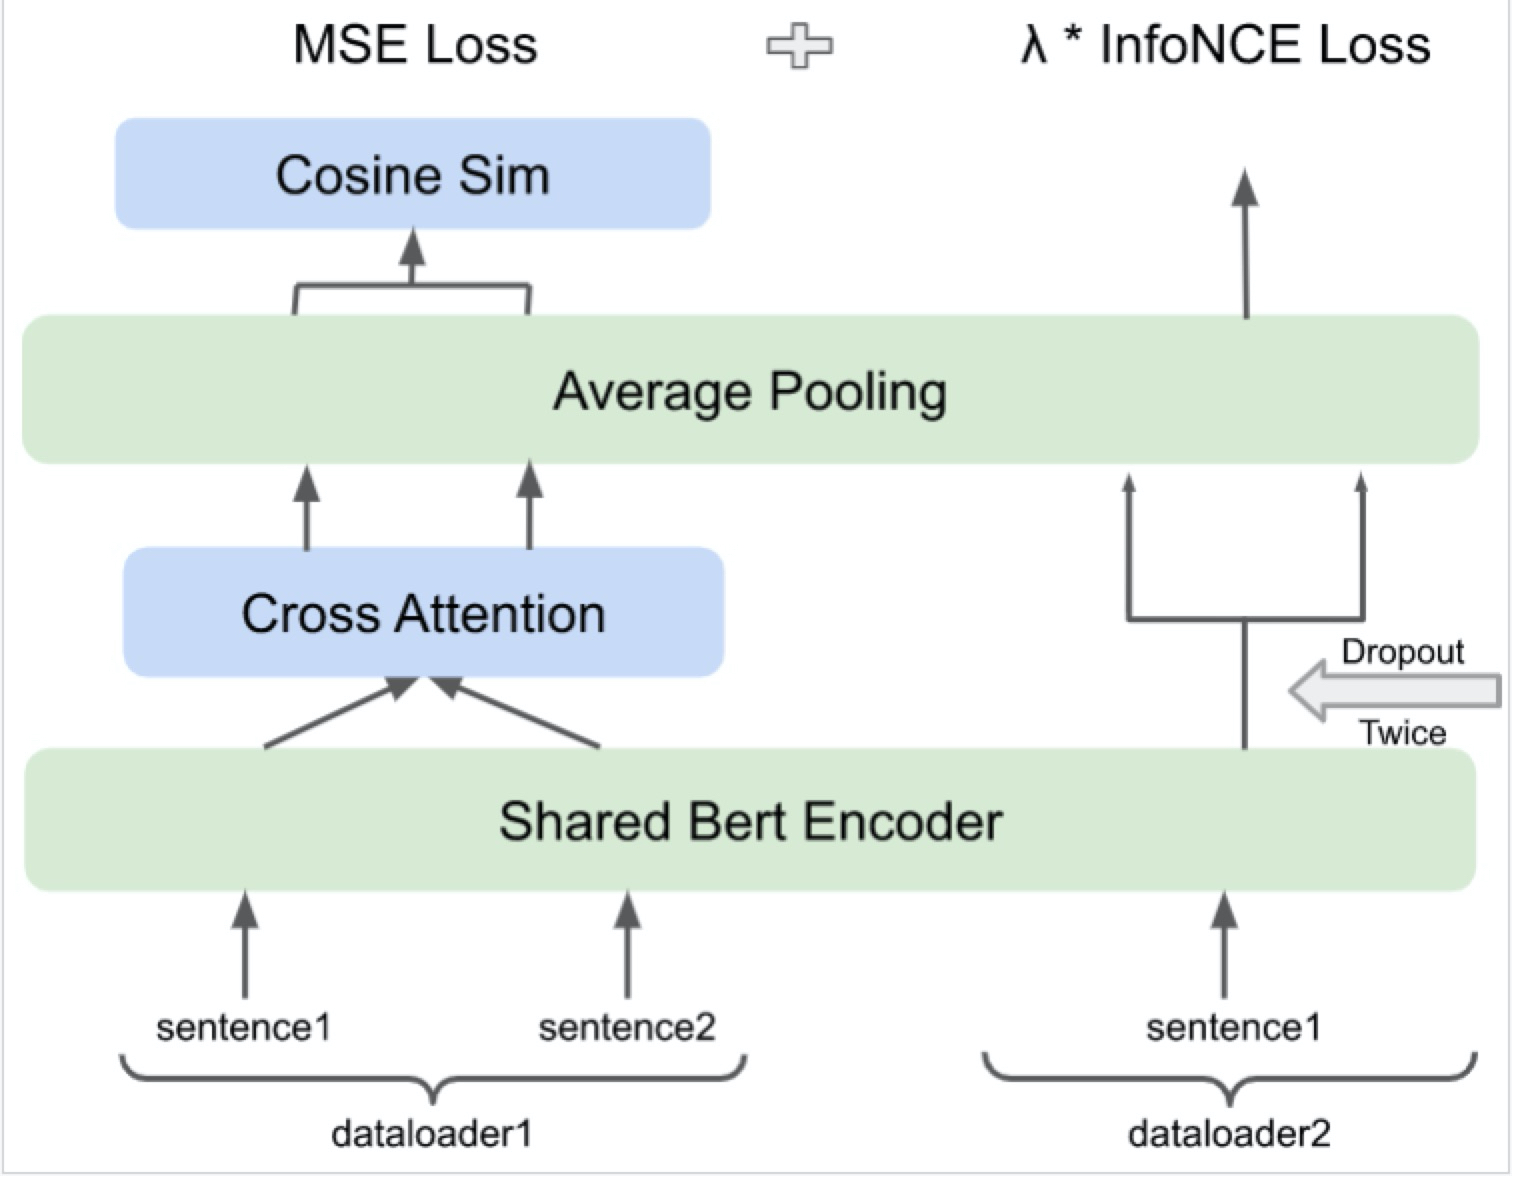 MSE Loss
λ * InfoNCE Loss
Cosine Sim
Average Pooling
Cross Attention
Dropout
Twice
Shared Bert Encoder
sentence1
sentence2
sentence1
dataloader1
dataloader2